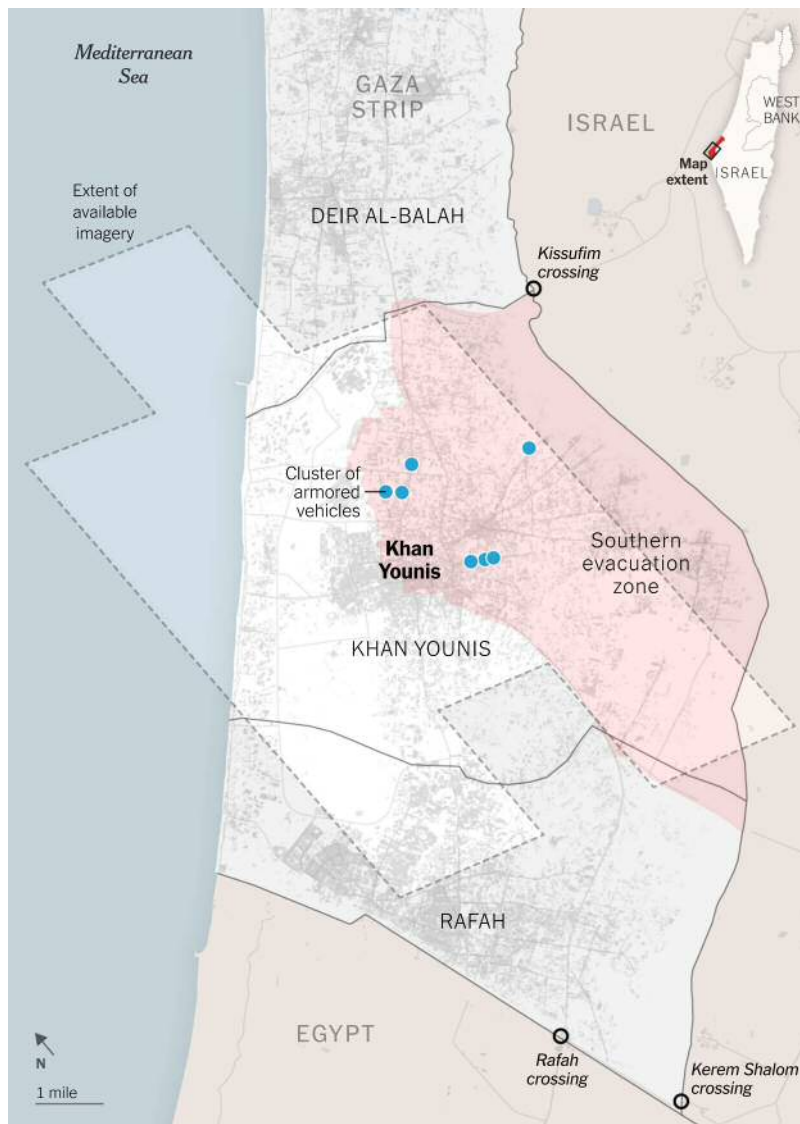 Mediterranean
Sea
GAZA
STRIP
ISRAEL
WEST
BANK
Map
extent
ISRAEL
Extent of
available
imagery
DEIR AL-BALAH
Kissufim
crossing
Cluster of
armored
vehicles
Khan
Younis
Southern
evacuation
zone
KHAN YOUNIS
RAFAH
EGYPT
N
1 mile
Rafah
crossing
Kerem Shalom
crossing